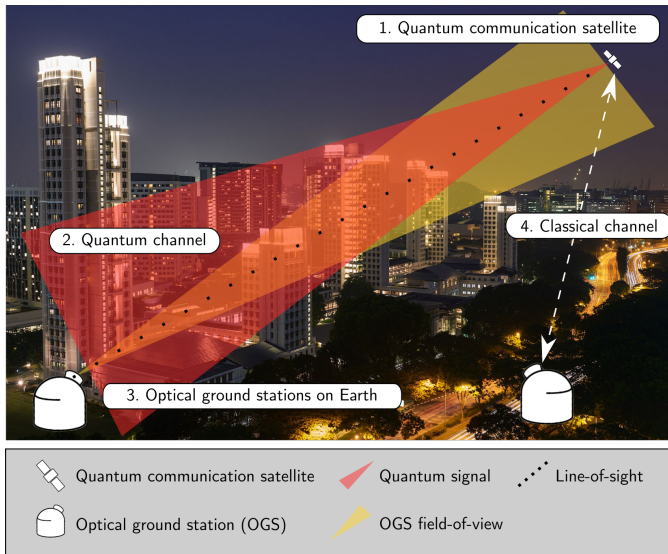 1. Quantum communication satellite
2. Quantum channel
4. Classical channel
3. Optical ground stations on Earth
Quantum communication satellite
Quantum signal
Line-of-sight
Optical ground station (OGS)
OGS field-of-view